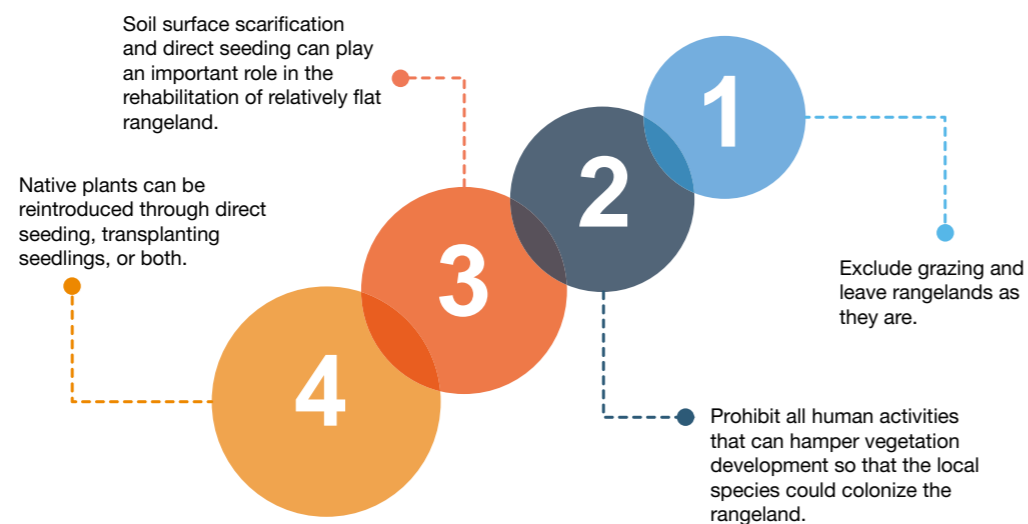 Soil surface scarification
and direct seeding can play
an important role in the
rehabilitation of relatively flat
rangeland.
Native plants can be
reintroduced through direct
seeding, transplanting
seedlings, or both.
1
2
3
4
Exclude grazing and
leave rangelands as
they are.
Prohibit all human activities
that can hamper vegetation
development so that the local
species could colonize the
rangeland.